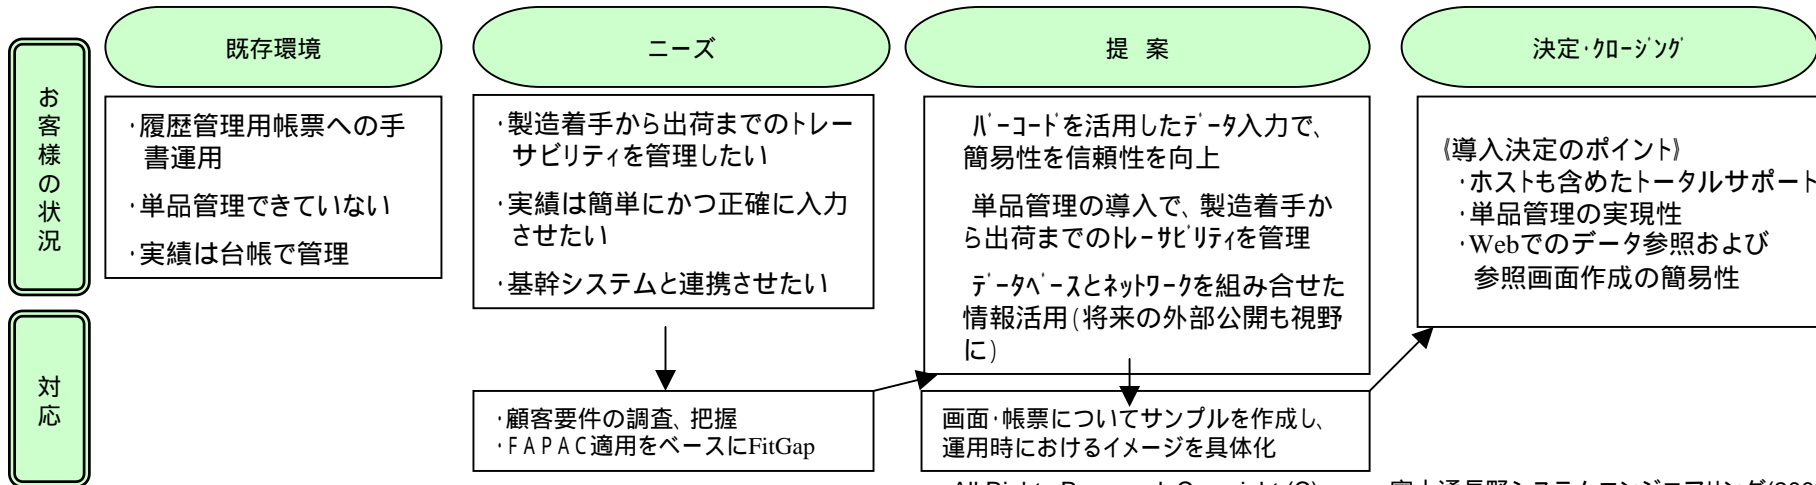 既存環境
ニーズ
提 案
決定・ｸﾛｰｼﾞﾝｸﾞ
お客様の状況
・履歴管理用帳票への手
書運用
・単品管理できていない
・実績は台帳で管理
・製造着手から出荷までのトレー
サビリティを管理したい
・実績は簡単にかつ正確に入力
させたい
・基幹システムと連携させたい
ﾊﾞｰｺｰﾄﾞを活用したﾃﾞｰﾀ入力で、
簡易性を信頼性を向上
単品管理の導入で、製造着手か
ら出荷までのﾄﾚｰｻﾋﾞﾘﾃｨを管理
ﾃﾞｰﾀﾍﾞｰｽとﾈｯﾄﾜｰｸを組み合せた
情報活用(将来の外部公開も視野
に)
《導入決定のポイント》
・ホストも含めたトータルサポート
・単品管理の実現性
・Webでのデータ参照および
参照画面作成の簡易性
対応
・顧客要件の調査、把握
・ＦＡＰＡＣ適用をベースにFitGap
画面・帳票についてサンプルを作成し、
運用時におけるイメージを具体化